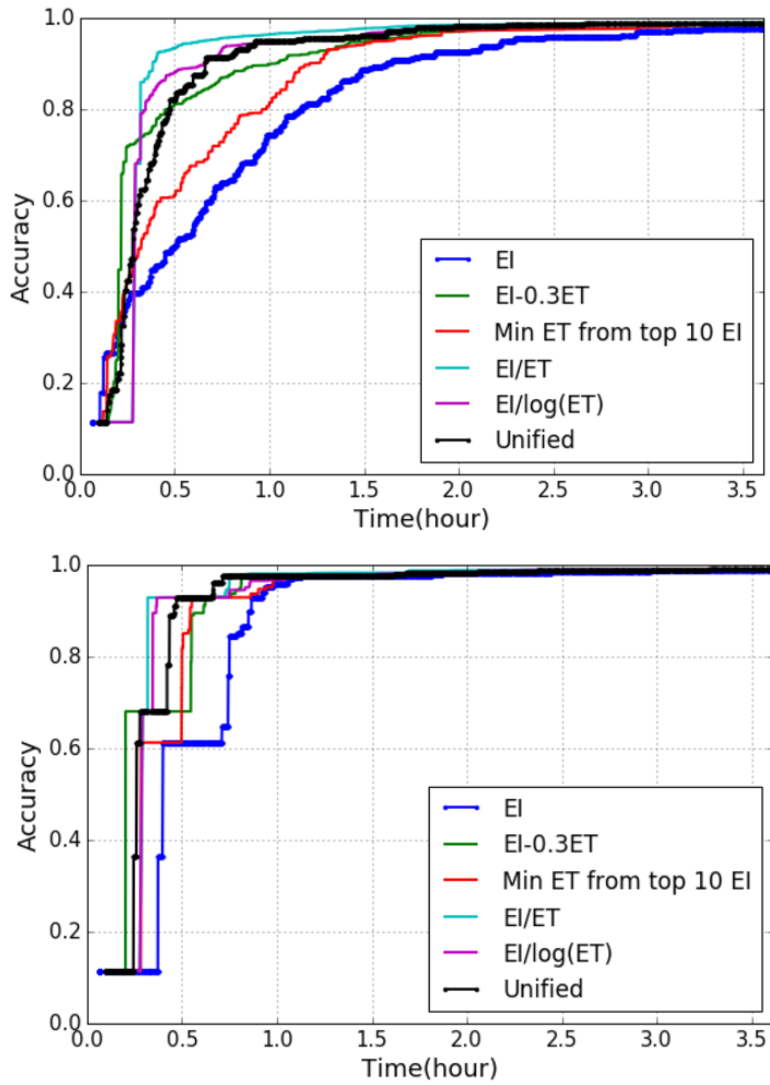 1.0
0.8
0.6
0.4
0.2
0.0
Accuracy
EI
EI-0.3ET
Min ET from top 10 EI
EI/ET
EI/log(ET)
Unified
0.0 0.5 1.0 1.5 2.0 2.5 3.0 3.5
Time(hour)
1.0
0.8
0.6
0.4
0.2
0.0
Accuracy
EI
EI-0.3ET
Min ET from top 10 EI
EI/ET
EI/log(ET)
Unified
0.0 0.5 1.0 1.5 2.0 2.5 3.0 3.5
Time(hour)